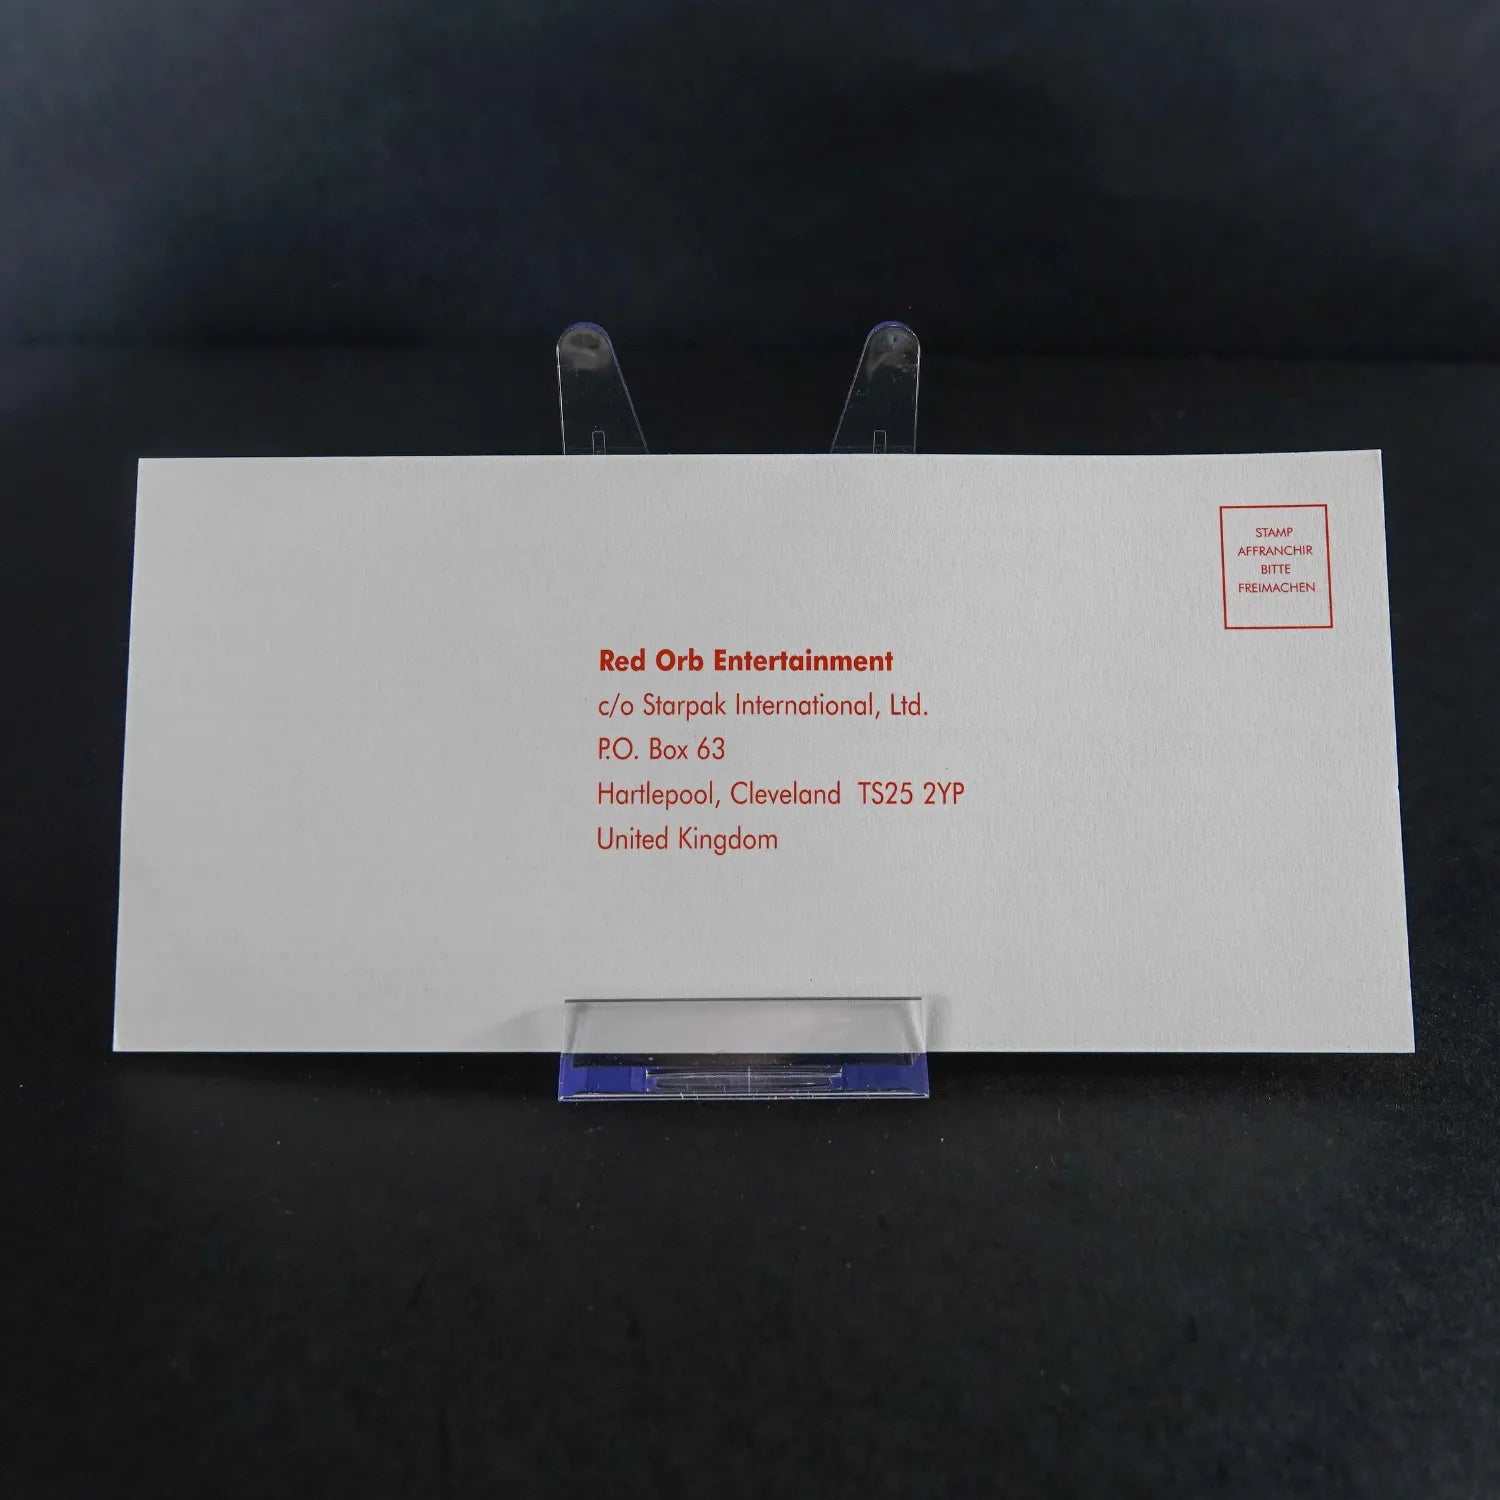 STAMP
AFFRANCHIR
BITTE
FREIMACHEN
Red Orb Entertainment
c/o Starpak International, Ltd.
P.O. Box 63
Hartlepool, Cleveland  TS25 2YP
United Kingdom